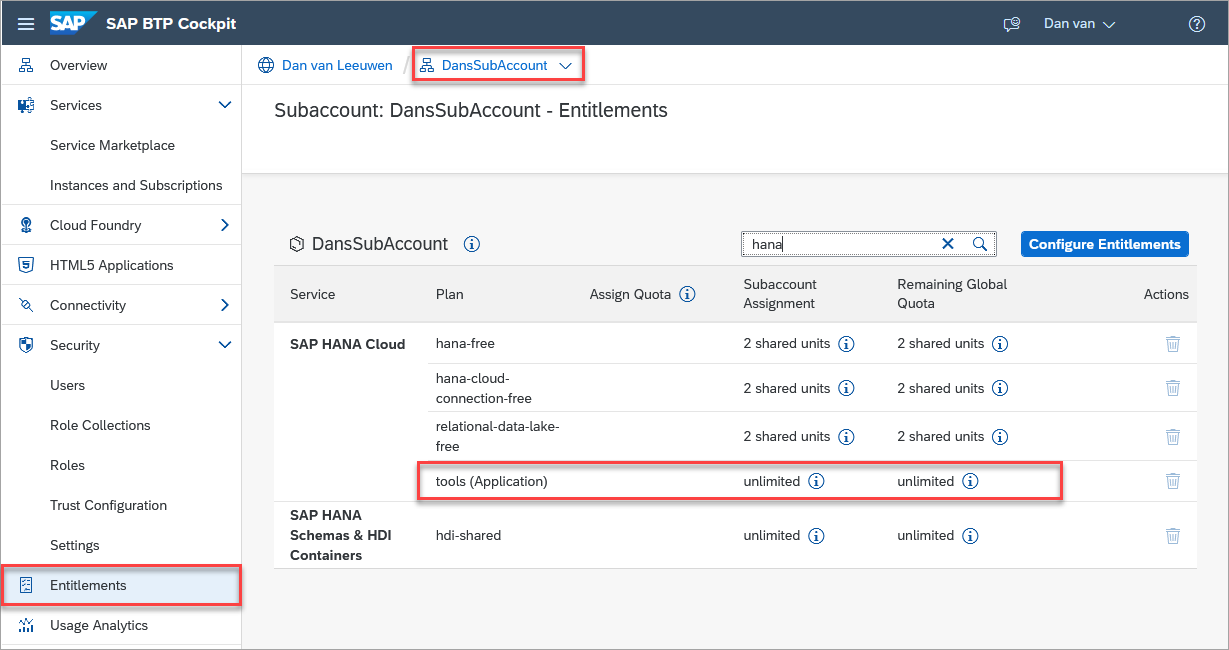 SAP SAP BTP Cockpit
Dan van
Overview
Services
Service Marketplace
Instances and Subscriptions
Cloud Foundry
5 HTML5 Applications
Connectivity
Security
Users
Role Collections
Roles
Trust Configuration
Settings
Entitlements
Usage Analytics
Dan van Leeuwen / DansSubAccount
Subaccount: DansSubAccount - Entitlements
DansSubAccount
hana
Configure Entitlements
Service Plan Assign Quota Subaccount Assignment Remaining Global Quota Actions
SAP HANA Cloud hana-free 2 shared units 2 shared units
hana-cloud-
connection-free 2 shared units 2 shared units
relational-data-lake-
free 2 shared units 2 shared units
tools (Application) unlimited unlimited
SAP HANA
Schemas & HDI
Containers
hdi-shared unlimited unlimited